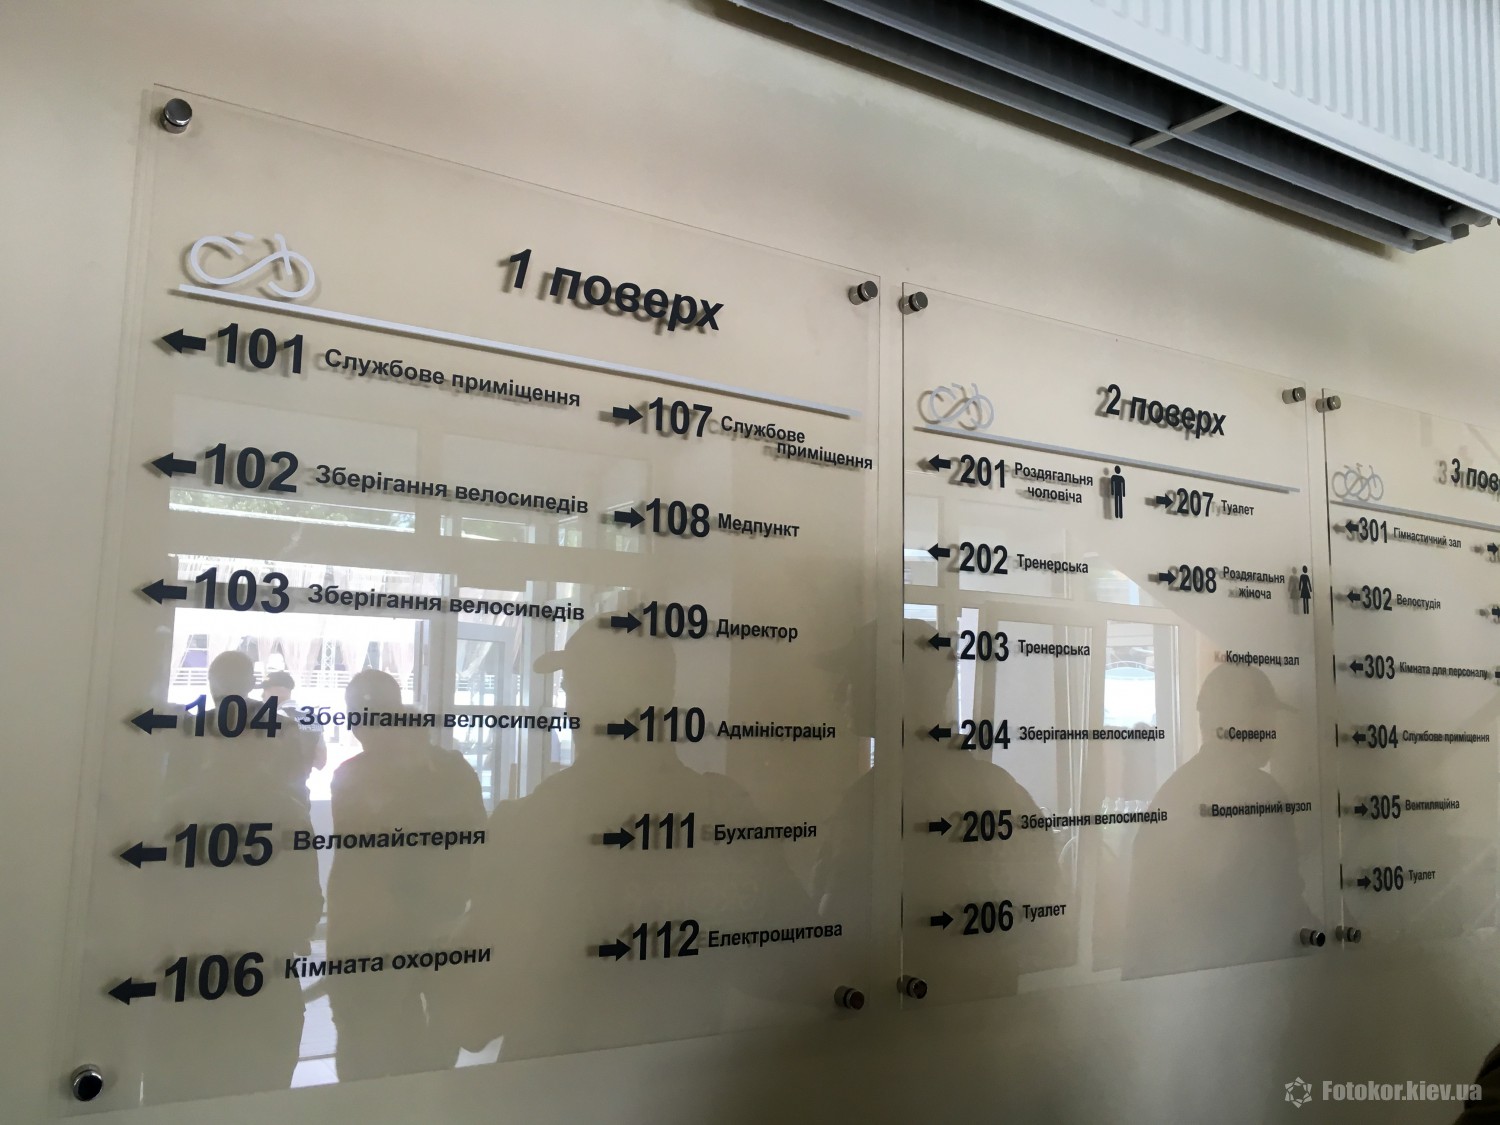 1 поверх
101 Службове приміщення
102 Зберігання велосипедів
103 Зберігання велосипедів
104 Зберігання велосипедів
105 Веломайстерня
106 Кімната охорони
107 Службове
приміщення
108 Медпункт
109 Директор
110 Адміністрація
111 Бухгалтерія
112 Електрощитова
2 поверх
201 Роздягальня
чоловіча
202 Тренерська
203 Тренерська
204 Зберігання велосипедів
205 Зберігання велосипедів
206 Туалет
207 Туалет
208 Роздягальня
жіноча
Конференц зал
Серверна
Водонапірний вузол
3 пов
301 Гімнастичний зал
302 Велостудія
303 Кімната для персоналу
304 Службове приміщення
305 Вентиляційна
306 Туалет
Fotokor.kiev.ua